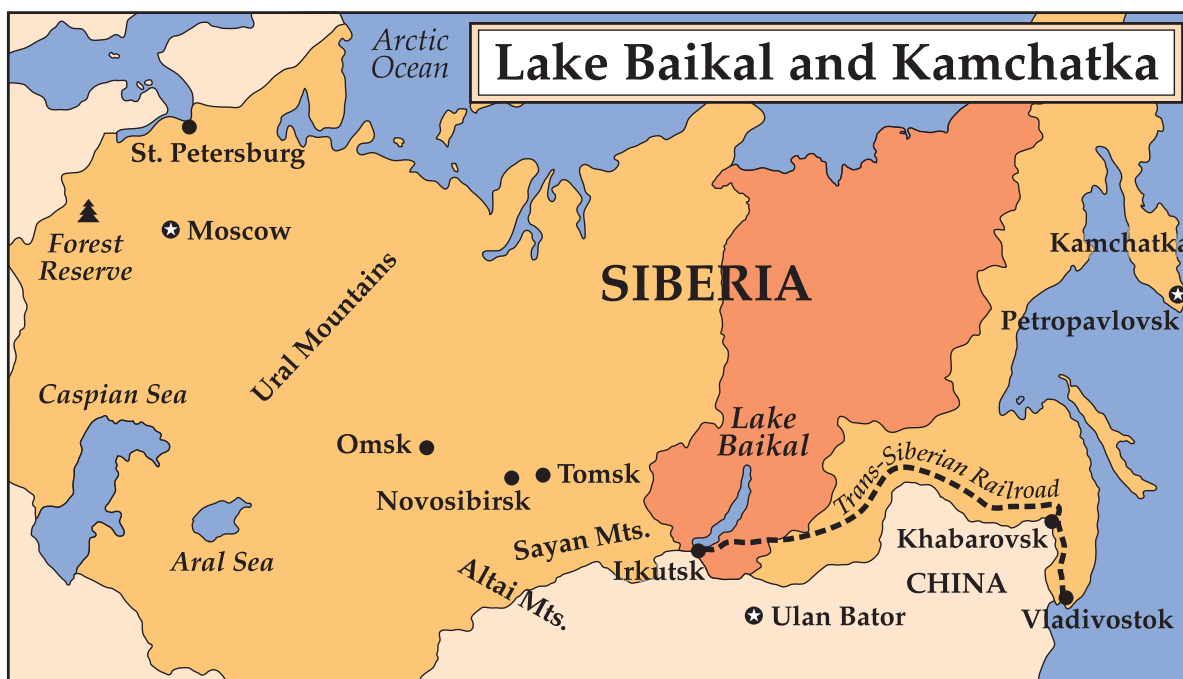 Arctic
Ocean
Lake Baikal and Kamchatka
St. Petersburg
Forest
Reserve
Moscow
Ural Mountains
SIBERIA
Kamchatka
Petropavlovsk
Caspian Sea
Lake
Baikal
Omsk
Novosibirsk
Tomsk
Trans-Siberian Railroad
Aral Sea
Sayan Mts.
Altai Mts.
Irkutsk
Khabarovsk
CHINA
Ulan Bator
Vladivostok